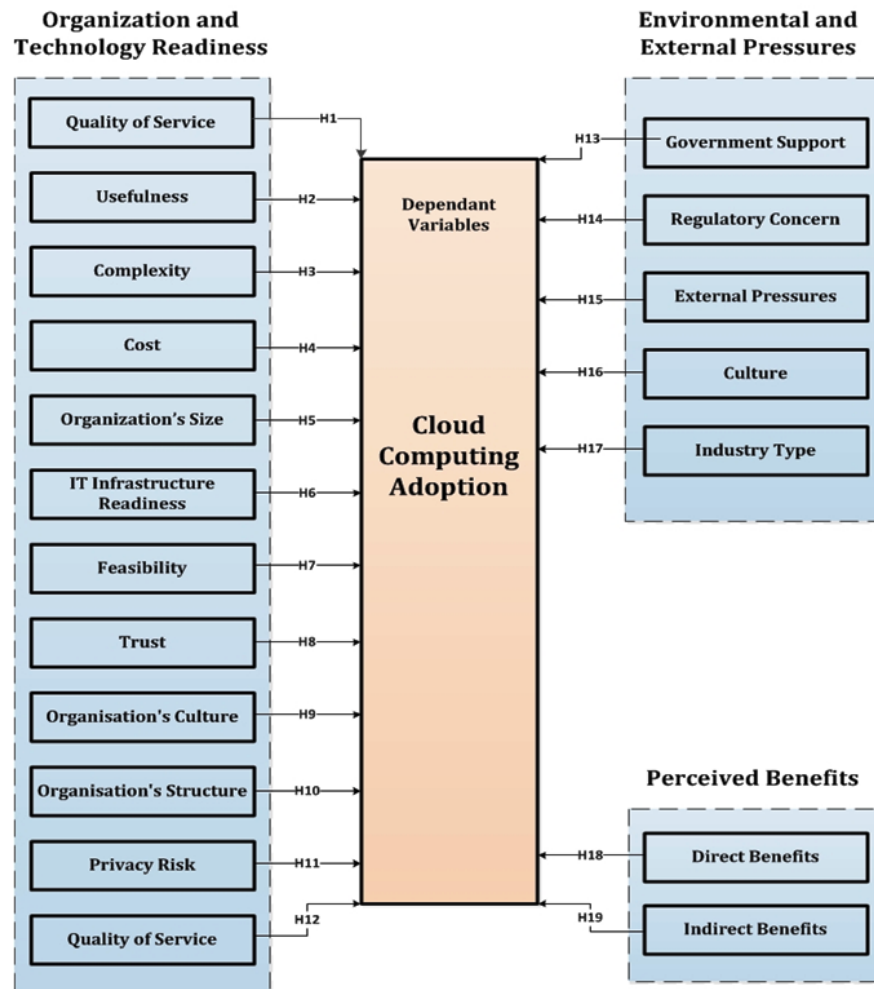 Organization and
Technology Readiness
Quality of Service
H1
Usefulness
H2
Complexity
H3
Cost
H4
Organization's Size
H5
IT Infrastructure
Readiness
H6
Feasibility
H7
Trust
H8
Organisation's Culture
H9
Organisation's Structure
H10
Privacy Risk
H11
Quality of Service
H12
Dependant
Variables
Cloud
Computing
Adoption
Environmental and
External Pressures
H13
Government Support
H14
Regulatory Concern
H15
External Pressures
H16
Culture
H17
Industry Type
Perceived Benefits
H18
Direct Benefits
H19
Indirect Benefits